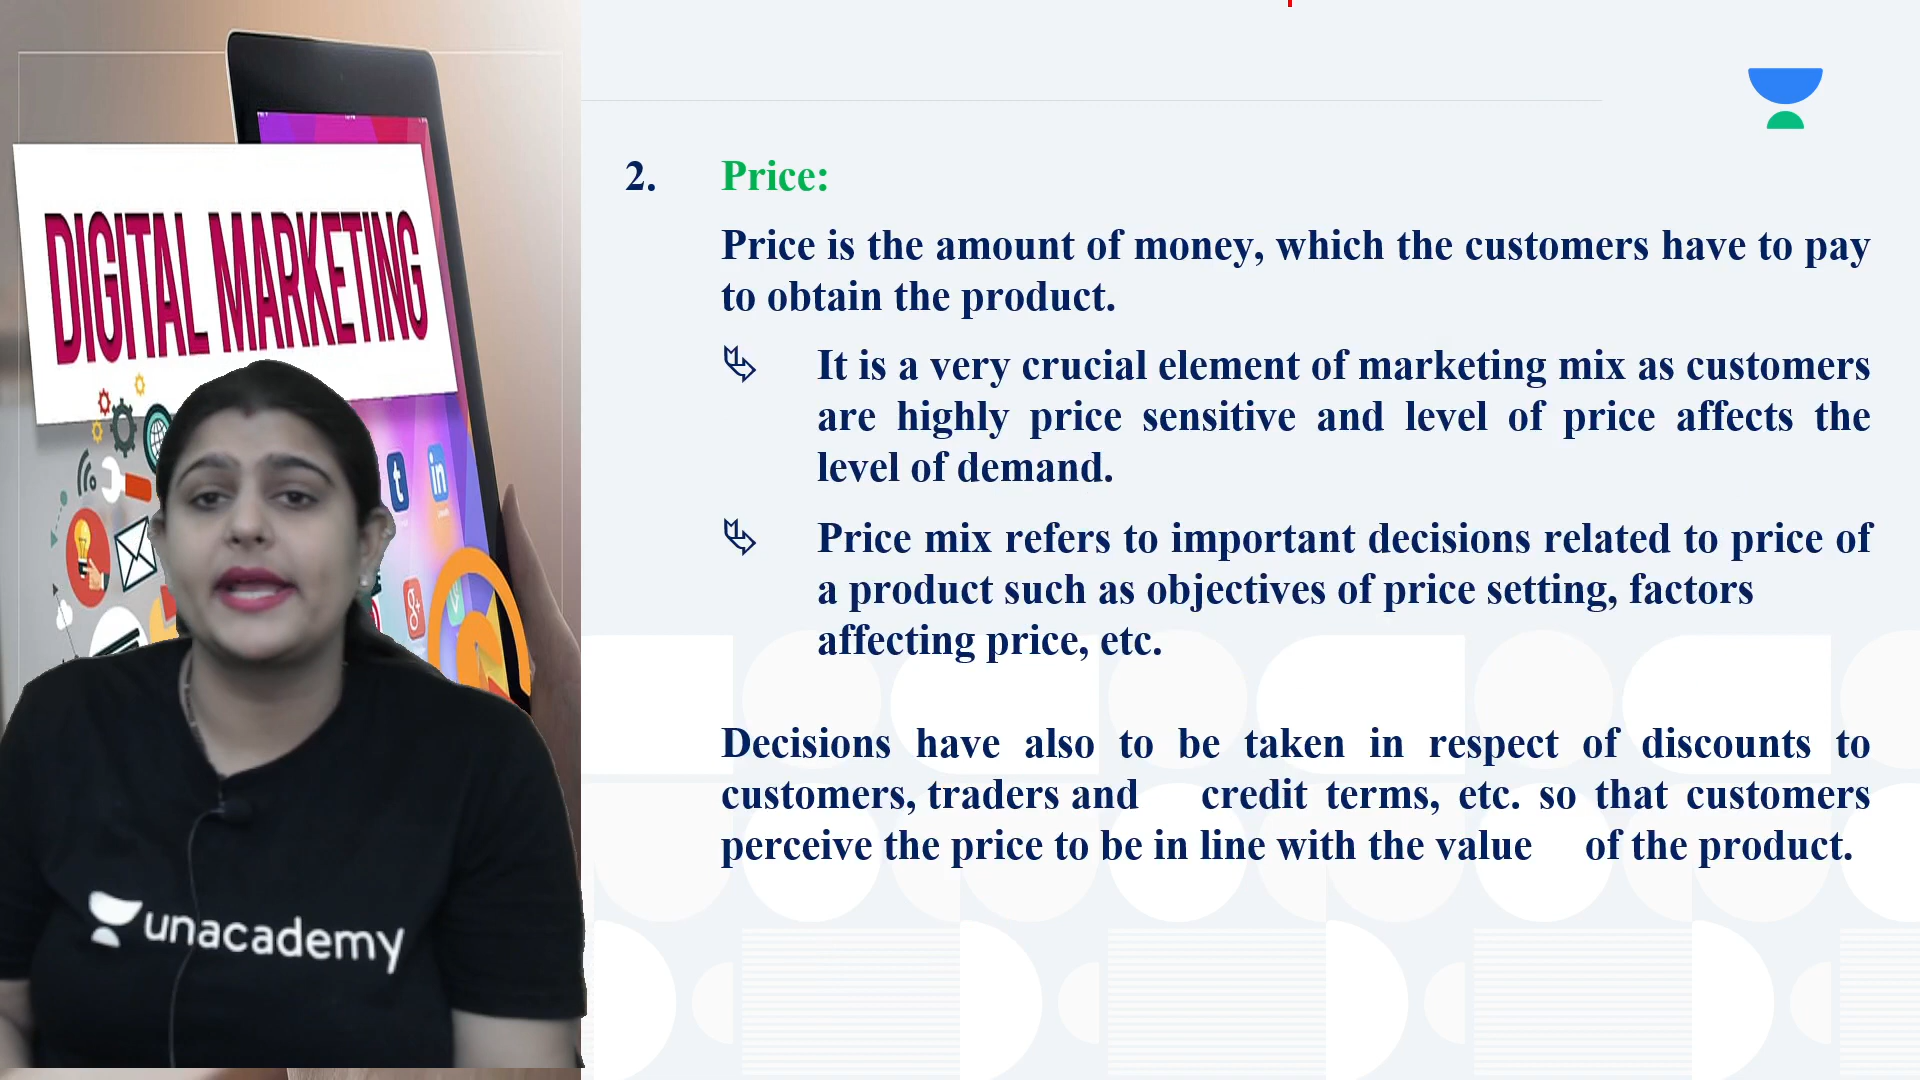 DIGITAL MARKETING
t
in
g+
unacademy
2. Price:
Price is the amount of money, which the customers have to pay
to obtain the product.
It is a very crucial element of marketing mix as customers
are highly price sensitive and level of price affects the
level of demand.
Price mix refers to important decisions related to price of
a product such as objectives of price setting, factors
affecting price, etc.
Decisions have also to be taken in respect of discounts to
customers, traders and credit terms, etc. so that customers
perceive the price to be in line with the value of the product.